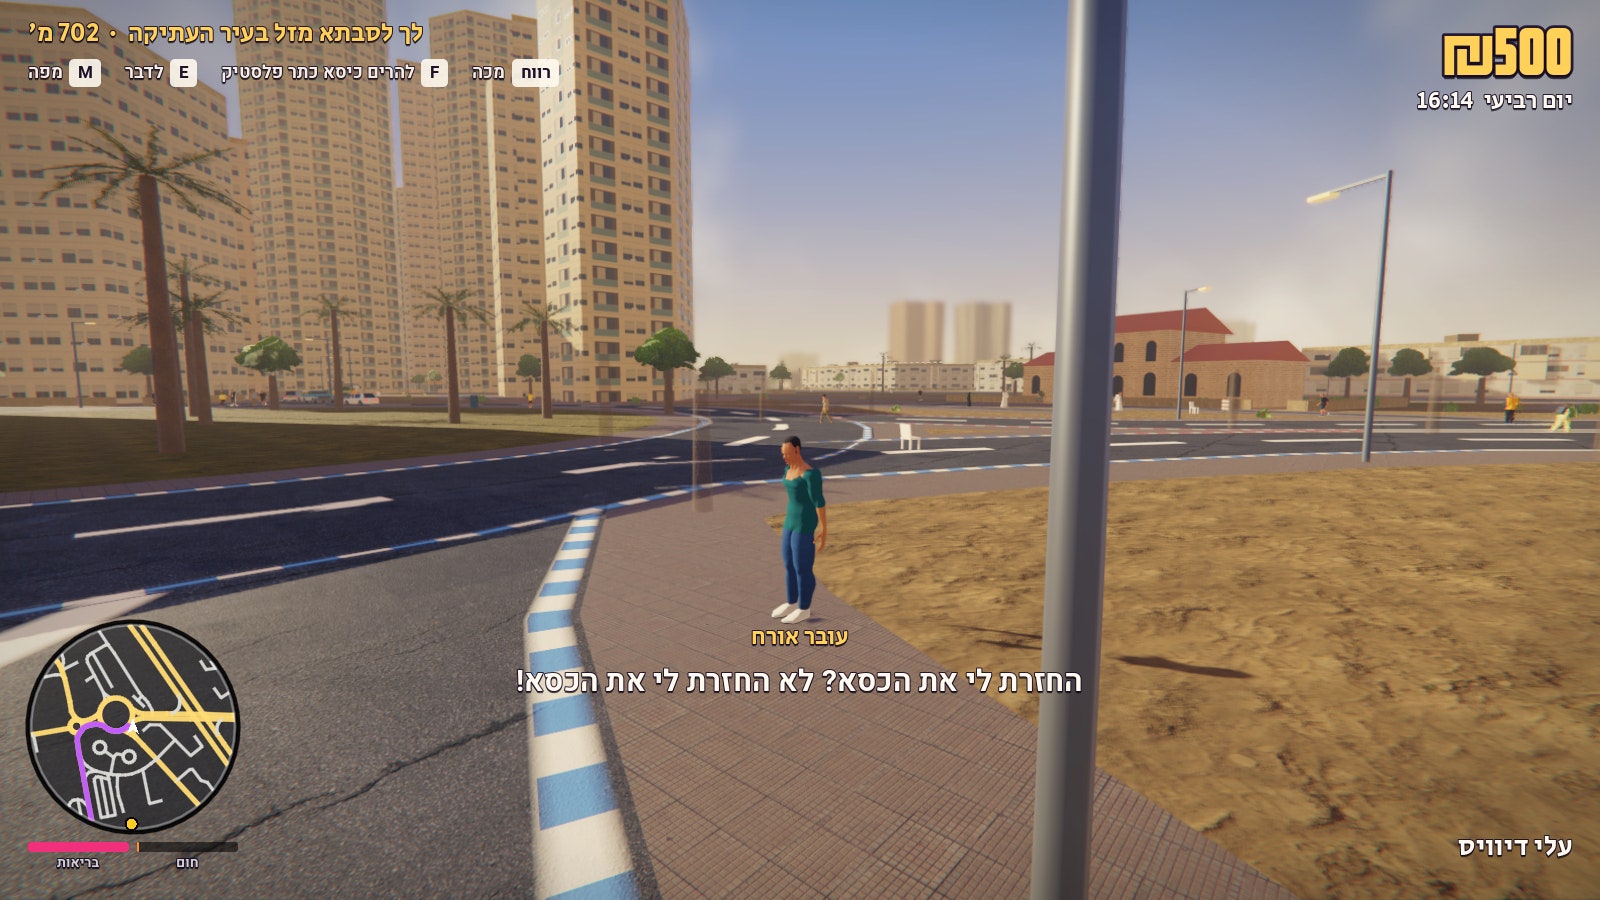 לך לסבתא מזל בעיר העתיקה · 702 מ'
רווח מכה F להרים כיסא כתר פלסטיק E לדבר M מפה
₪500
יום רביעי 16:14
עובר אורח
החזרת לי את הכסא? לא החזרת לי את הכסא!
בריאות חום
עלי דיוויס